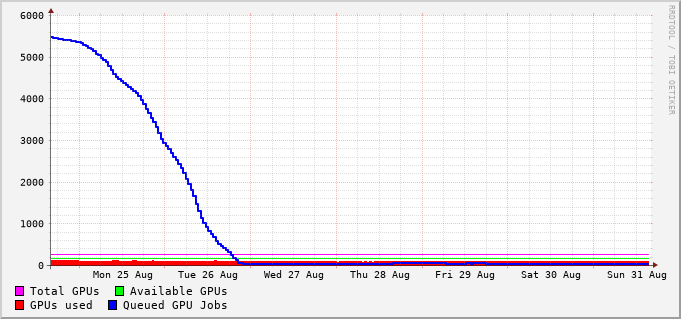 RRDTOOL / TOBI OETIKER
6000
5000
4000
3000
2000
1000
0
Mon 25 Aug Tue 26 Aug Wed 27 Aug Thu 28 Aug Fri 29 Aug Sat 30 Aug Sun 31 Aug
Total GPUs Available GPUs
GPUs used Queued GPU Jobs